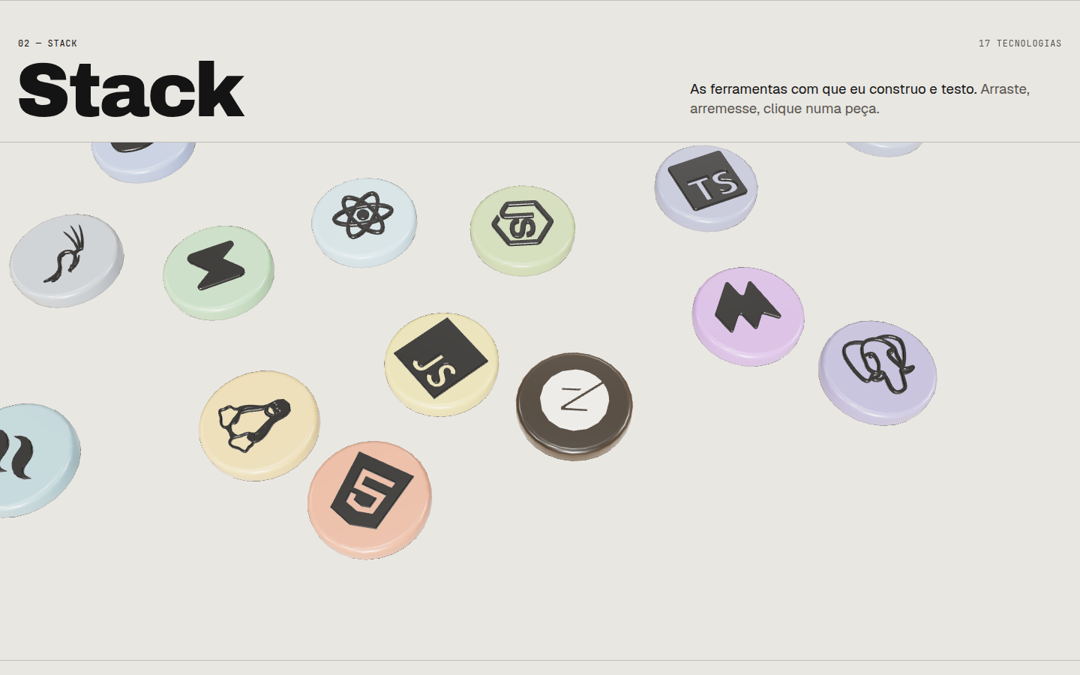 02 — STACK
17 TECNOLOGIAS
Stack
As ferramentas com que eu construo e testo. Arraste,
arremesse, clique numa peça.
TS
JS
JS
N
5